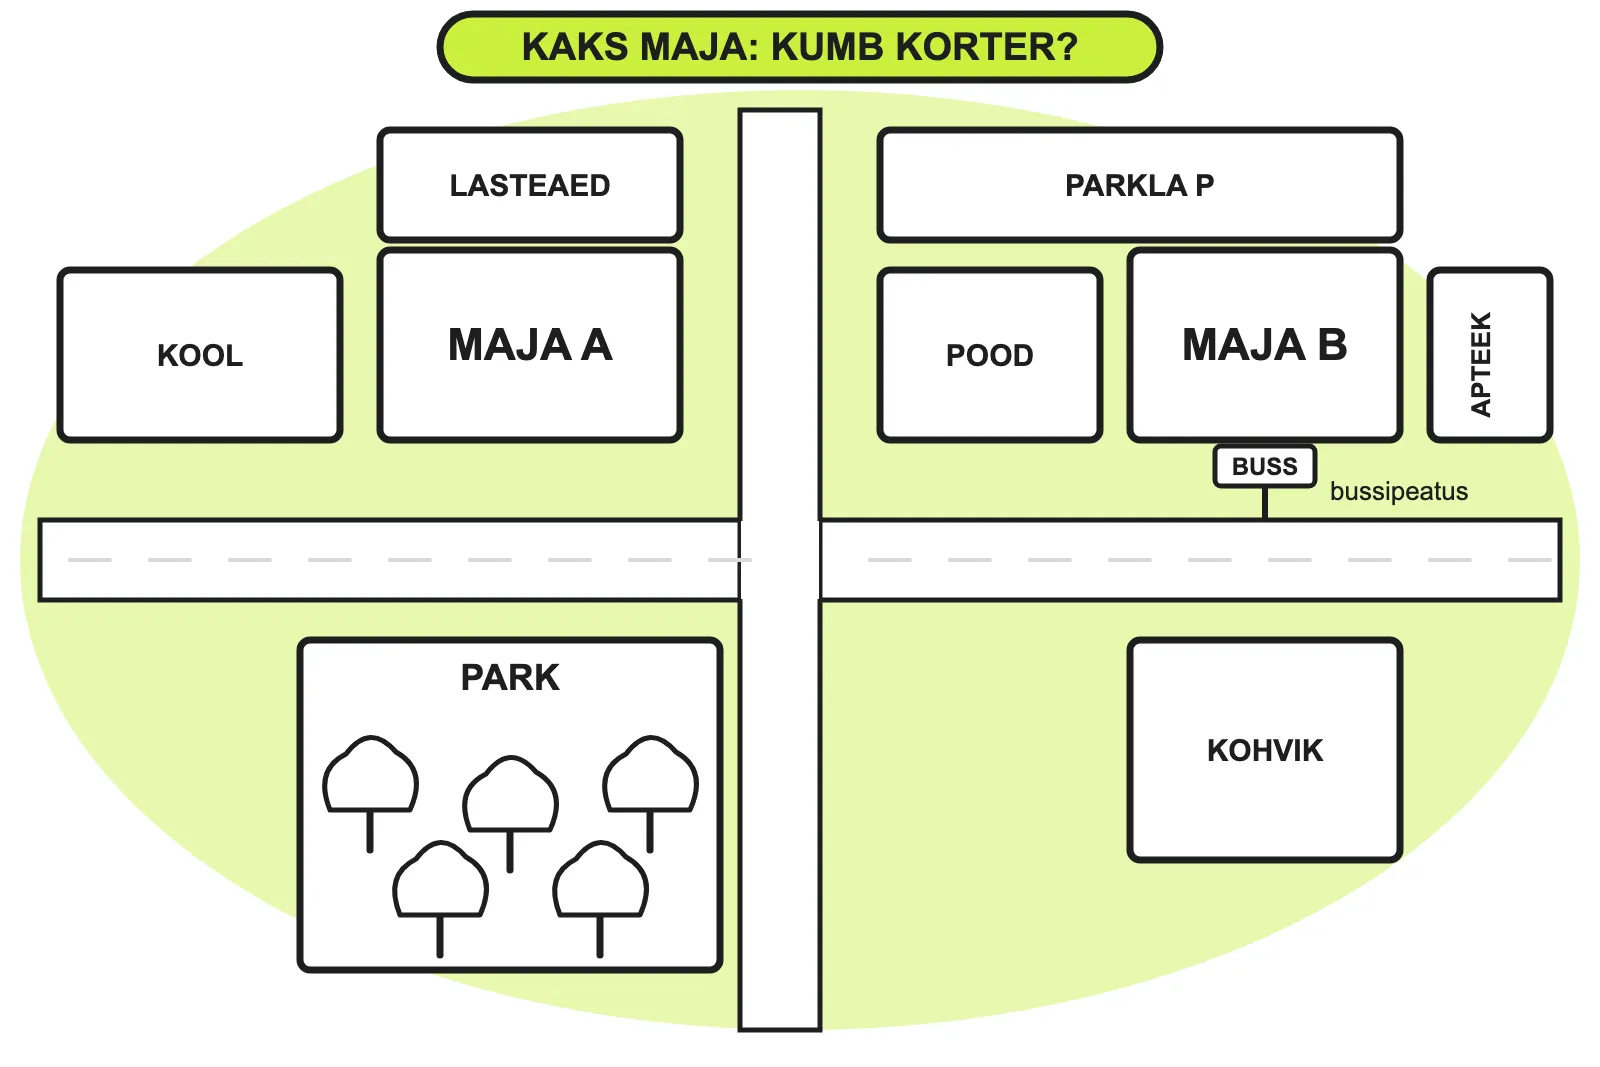 KAKS MAJA: KUMB KORTER?
LASTEAED
PARKLA P
KOOL
MAJA A
POOD
MAJA B
APTEEK
BUSS
bussipeatus
PARK
KOHVIK